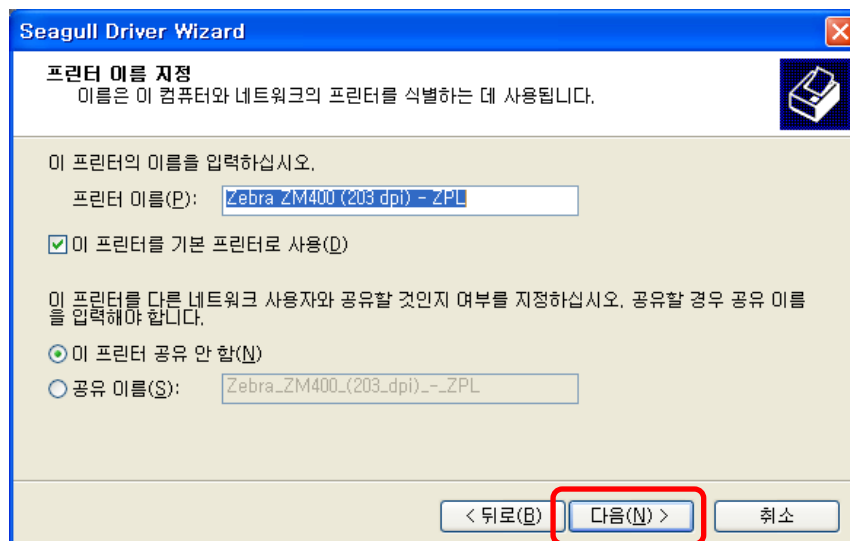 Seagull Driver Wizard
프린터 이름 지정
이름은 이 컴퓨터와 네트워크의 프린터를 식별하는 데 사용됩니다.
이 프린터의 이름을 입력하십시오.
프린터 이름(P): Zebra ZM400 (203 dpi) - ZPL
이 프린터를 기본 프린터로 사용(D)
이 프린터를 다른 네트워크 사용자와 공유할 것인지 여부를 지정하십시오. 공유할 경우 공유 이름
을 입력해야 합니다.
이 프린터 공유 안 함(N)
공유 이름(S): Zebra_ZM400_(203_dpi)_-_ZPL
< 뒤로(B) 다음(N) > 취소